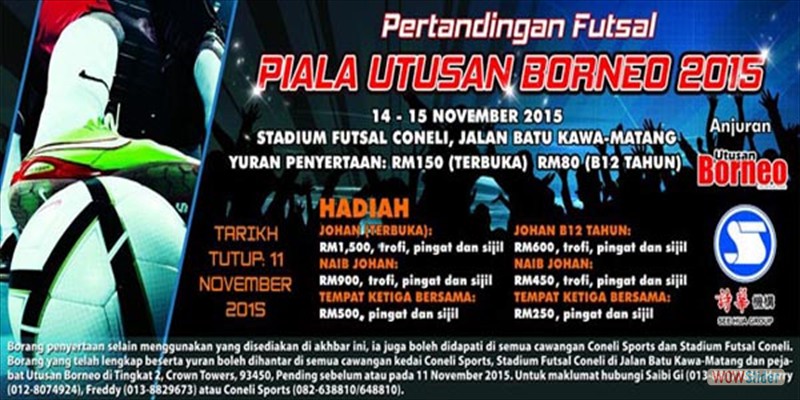 Pertandingan Futsal
PIALA UTUSAN BORNEO 2015
14 - 15 NOVEMBER 2015
STADIUM FUTSAL CONELI, JALAN BATU KAWA-MATANG
YURAN PENYERTAAN: RM150 (TERBUKA) RM80 (B12 TAHUN)
Anjuran
Utusan
Borneo
詩華機構
SEE HUA GROUP
TARIKH
TUTUP: 11
NOVEMBER
2015
HADIAH
JOHAN (TERBUKA):
RM1,500, trofi, pingat dan sijil
NAIB JOHAN:
RM900, trofi, pingat dan sijil
TEMPAT KETIGA BERSAMA:
RM500, pingat dan sijil
JOHAN B12 TAHUN:
RM600, trofi, pingat dan sijil
NAIB JOHAN:
RM450, trofi, pingat dan sijil
TEMPAT KETIGA BERSAMA:
RM250, pingat dan sijil
Borang penyertaan selain menggunakan yang disediakan di akhbar ini, ia juga boleh didapati di semua cawangan Coneli Sports dan Stadium Futsal Coneli.
Borang yang telah lengkap beserta yuran boleh dihantar di semua cawangan kedai Coneli Sports, Stadium Futsal Coneli di Jalan Batu Kawa-Matang dan peja-
bat Utusan Borneo di Tingkat 2, Crown Towers, 93450, Pending sebelum atau pada 11 November 2015. Untuk maklumat hubungi Saibi Gi
(012-8074924), Freddy (013-8829673) atau Coneli Sports (082-638810/648810).
WOWSlider